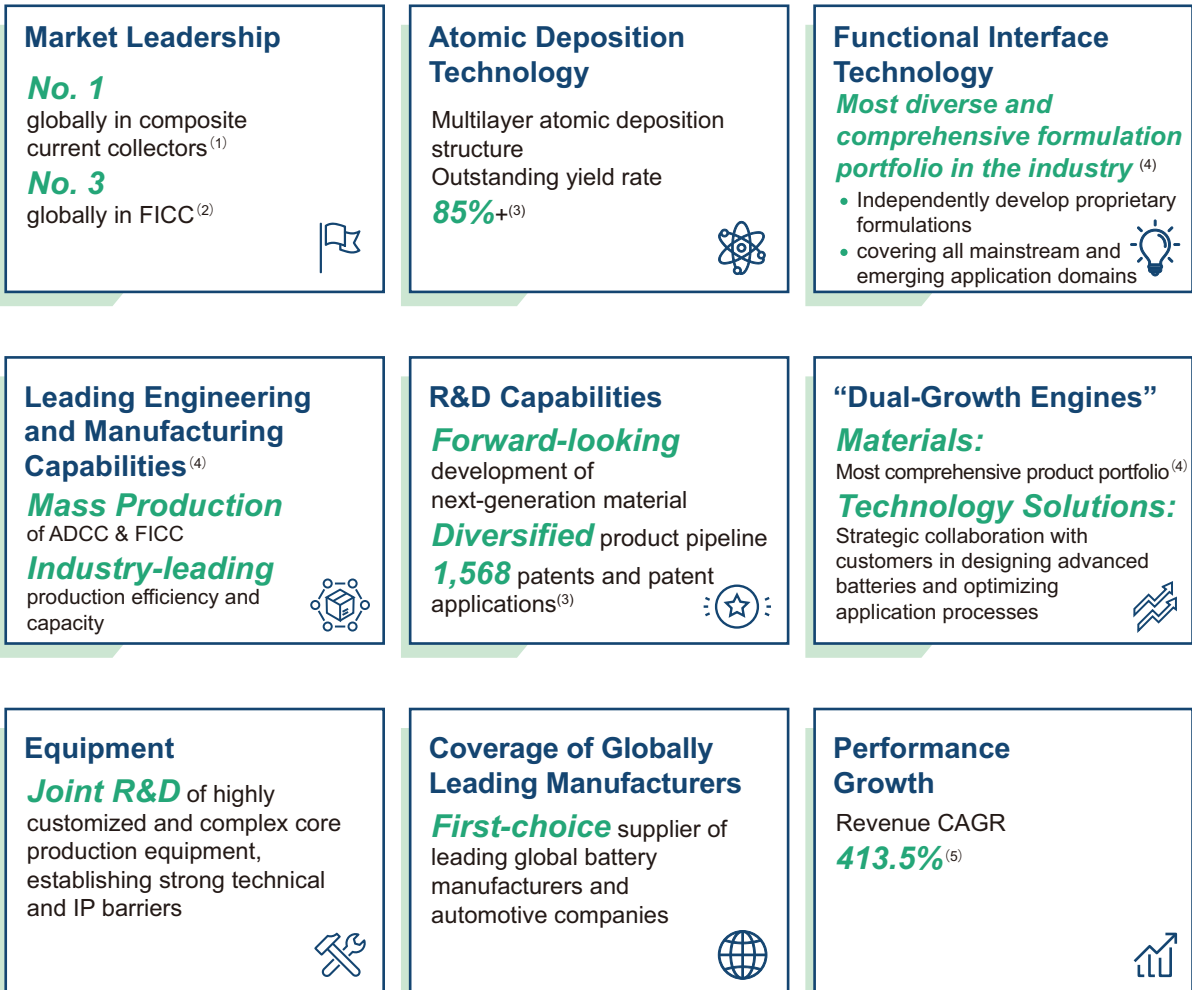 Market Leadership
No. 1
globally in composite
current collectors(1)
No. 3
globally in FICC(2)
Atomic Deposition
Technology
Multilayer atomic deposition
structure
Outstanding yield rate
85%+(3)
Functional Interface
Technology
Most diverse and
comprehensive formulation
portfolio in the industry (4)
• Independently develop proprietary
formulations
• covering all mainstream and
emerging application domains
Leading Engineering
and Manufacturing
Capabilities(4)
Mass Production
of ADCC & FICC
Industry-leading
production efficiency and
capacity
R&D Capabilities
Forward-looking
development of
next-generation material
Diversified product pipeline
1,568 patents and patent
applications(3)
“Dual-Growth Engines”
Materials:
Most comprehensive product portfolio(4)
Technology Solutions:
Strategic collaboration with
customers in designing advanced
batteries and optimizing
application processes
Equipment
Joint R&D of highly
customized and complex core
production equipment,
establishing strong technical
and IP barriers
Coverage of Globally
Leading Manufacturers
First-choice supplier of
leading global battery
manufacturers and
automotive companies
Performance
Growth
Revenue CAGR
413.5%(5)